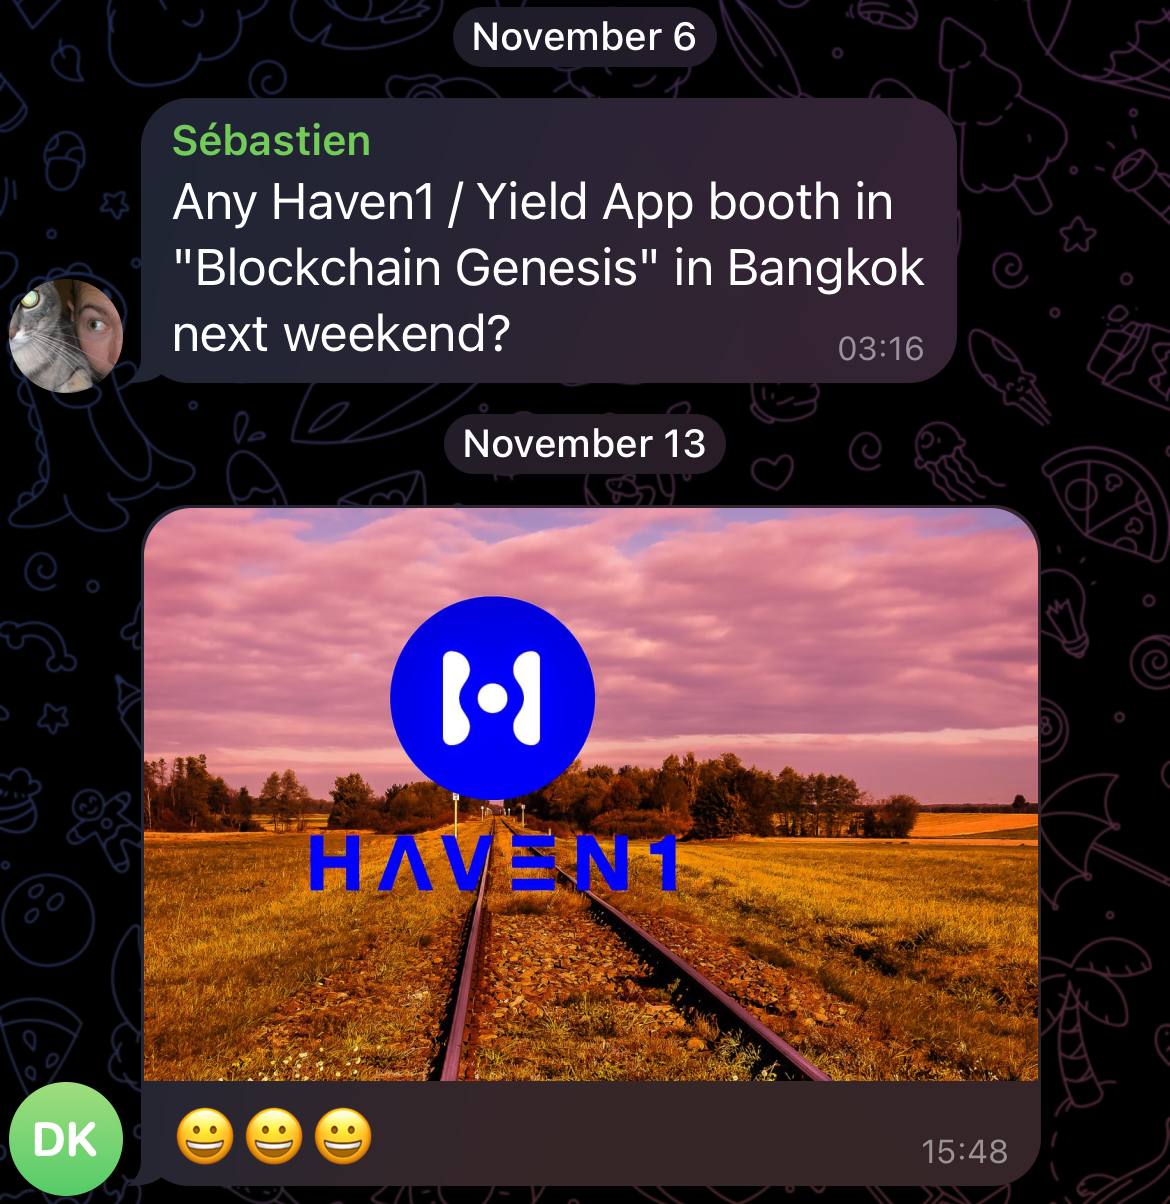 November 6
Sébastien
Any Haven1 / Yield App booth in
"Blockchain Genesis" in Bangkok
next weekend?
03:16
November 13
HAVEN1
😀😀😀
15:48
DK